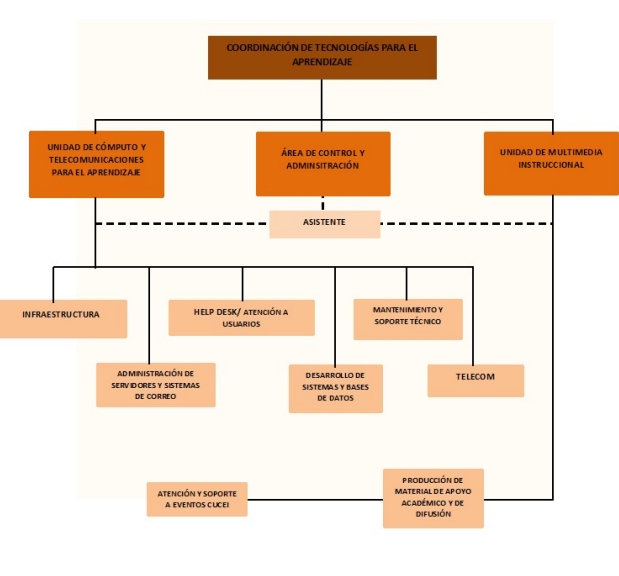 COORDINACIÓN DE TECNOLOGÍAS PARA EL
APRENDIZAJE
UNIDAD DE CÓMPUTO Y
TELECOMUNICACIONES
PARA EL APRENDIZAJE
ÁREA DE CONTROL Y
ADMINSITRACIÓN
UNIDAD DE MULTIMEDIA
INSTRUCCIONAL
ASISTENTE
INFRAESTRUCTURA
HELP DESK/ ATENCIÓN A
USUARIOS
MANTENIMIENTO Y
SOPORTE TÉCNICO
ADMINISTRACIÓN DE
SERVIDORES Y SISTEMAS
DE CORREO
DESARROLLO DE
SISTEMAS Y BASES
DE DATOS
TELECOM
ATENCIÓN Y SOPORTE
A EVENTOS CUCEI
PRODUCCIÓN DE
MATERIAL DE APOYO
ACADÉMICO Y DE
DIFUSIÓN